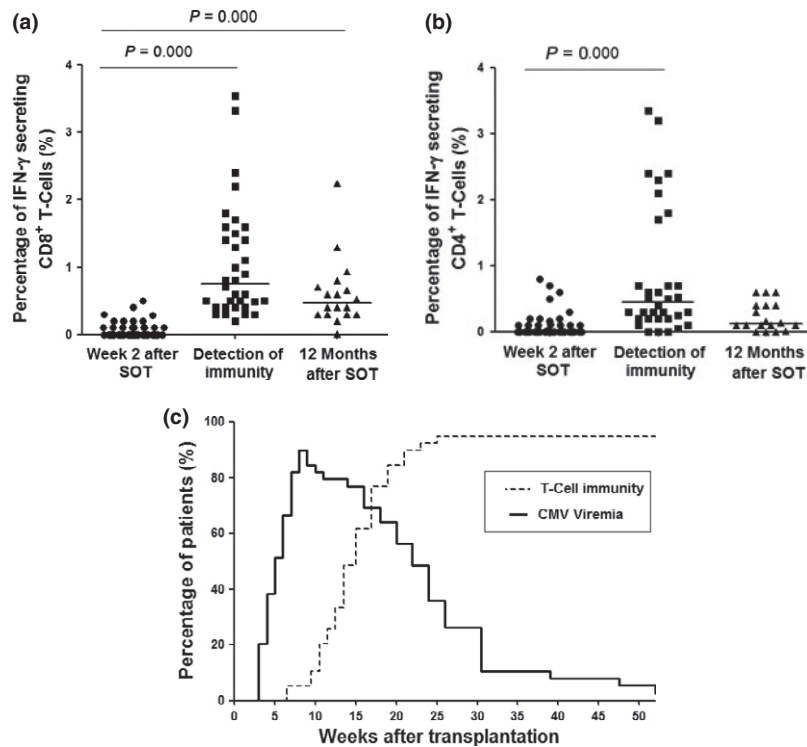 (a)
P = 0.000
P = 0.000
Percentage of IFN-γ secreting
CD8⁺ T-Cells (%)
4
3
2
1
0
Week 2 after
SOT
Detection of
immunity
12 Months
after SOT
(b)
P = 0.000
Percentage of IFN-γ secreting
CD4⁺ T-Cells (%)
4
3
2
1
0
Week 2 after
SOT
Detection of
immunity
12 Months
after SOT
(c)
Percentage of patients (%)
100
80
60
40
20
0
T-Cell immunity
CMV Viremia
0 5 10 15 20 25 30 35 40 45 50
Weeks after transplantation